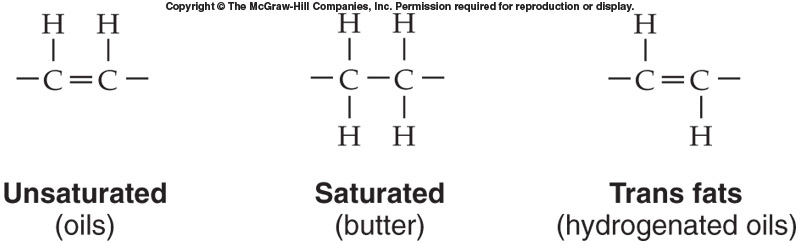 Copyright © The McGraw-Hill Companies, Inc. Permission required for reproduction or display.
H H H H H
C C C C C C
H H H
Unsaturated Saturated Trans fats
(oils) (butter) (hydrogenated oils)